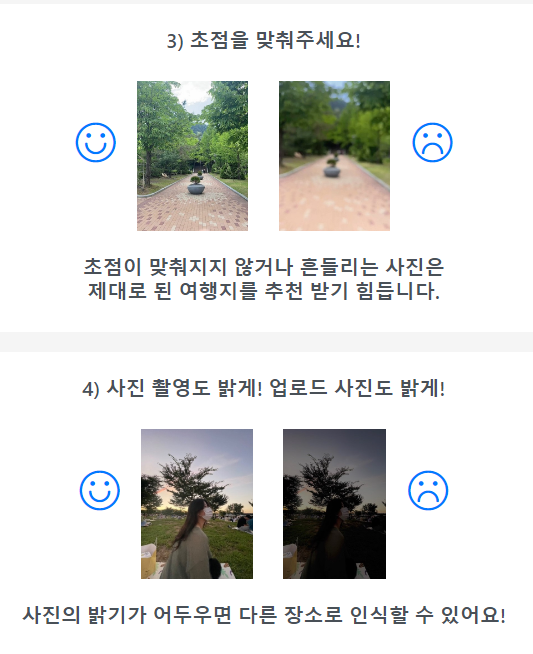 3) 초점을 맞춰주세요!
초점이 맞춰지지 않거나 흔들리는 사진은
제대로 된 여행지를 추천 받기 힘듭니다.
4) 사진 촬영도 밝게! 업로드 사진도 밝게!
사진의 밝기가 어두우면 다른 장소로 인식할 수 있어요!